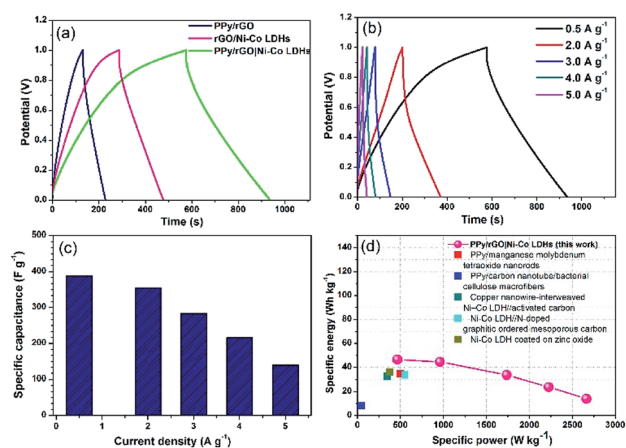 (a)
PPy/rGO
rGO/Ni-Co LDHs
PPy/rGO|Ni-Co LDHs
Potential (V)
1.2
1.0
0.8
0.6
0.4
0.2
0.0
0 200 400 600 800 1000
Time (s)
(b)
0.5 A g⁻¹
2.0 A g⁻¹
3.0 A g⁻¹
4.0 A g⁻¹
5.0 A g⁻¹
Potential (V)
1.2
1.0
0.8
0.6
0.4
0.2
0.0
0 200 400 600 800 1000
Time (s)
(c)
Specific capacitance (F g⁻¹)
500
400
300
200
100
0
0 1 2 3 4 5
Current density (A g⁻¹)
(d)
PPy/rGO|Ni-Co LDHs (this work)
PPy/manganese molybdenum
tetraoxide nanorods
PPy/carbon nanotube/bacterial
cellulose macrofibers
Copper nanowire-interweaved
Ni–Co LDH//activated carbon
Ni-Co LDH//N-doped
graphitic ordered mesoporous carbon
Ni-Co LDH coated on zinc oxide
Specific energy (Wh kg⁻¹)
140
120
100
80
60
40
20
0
0 500 1000 1500 2000 2500 3000
Specific power (W kg⁻¹)